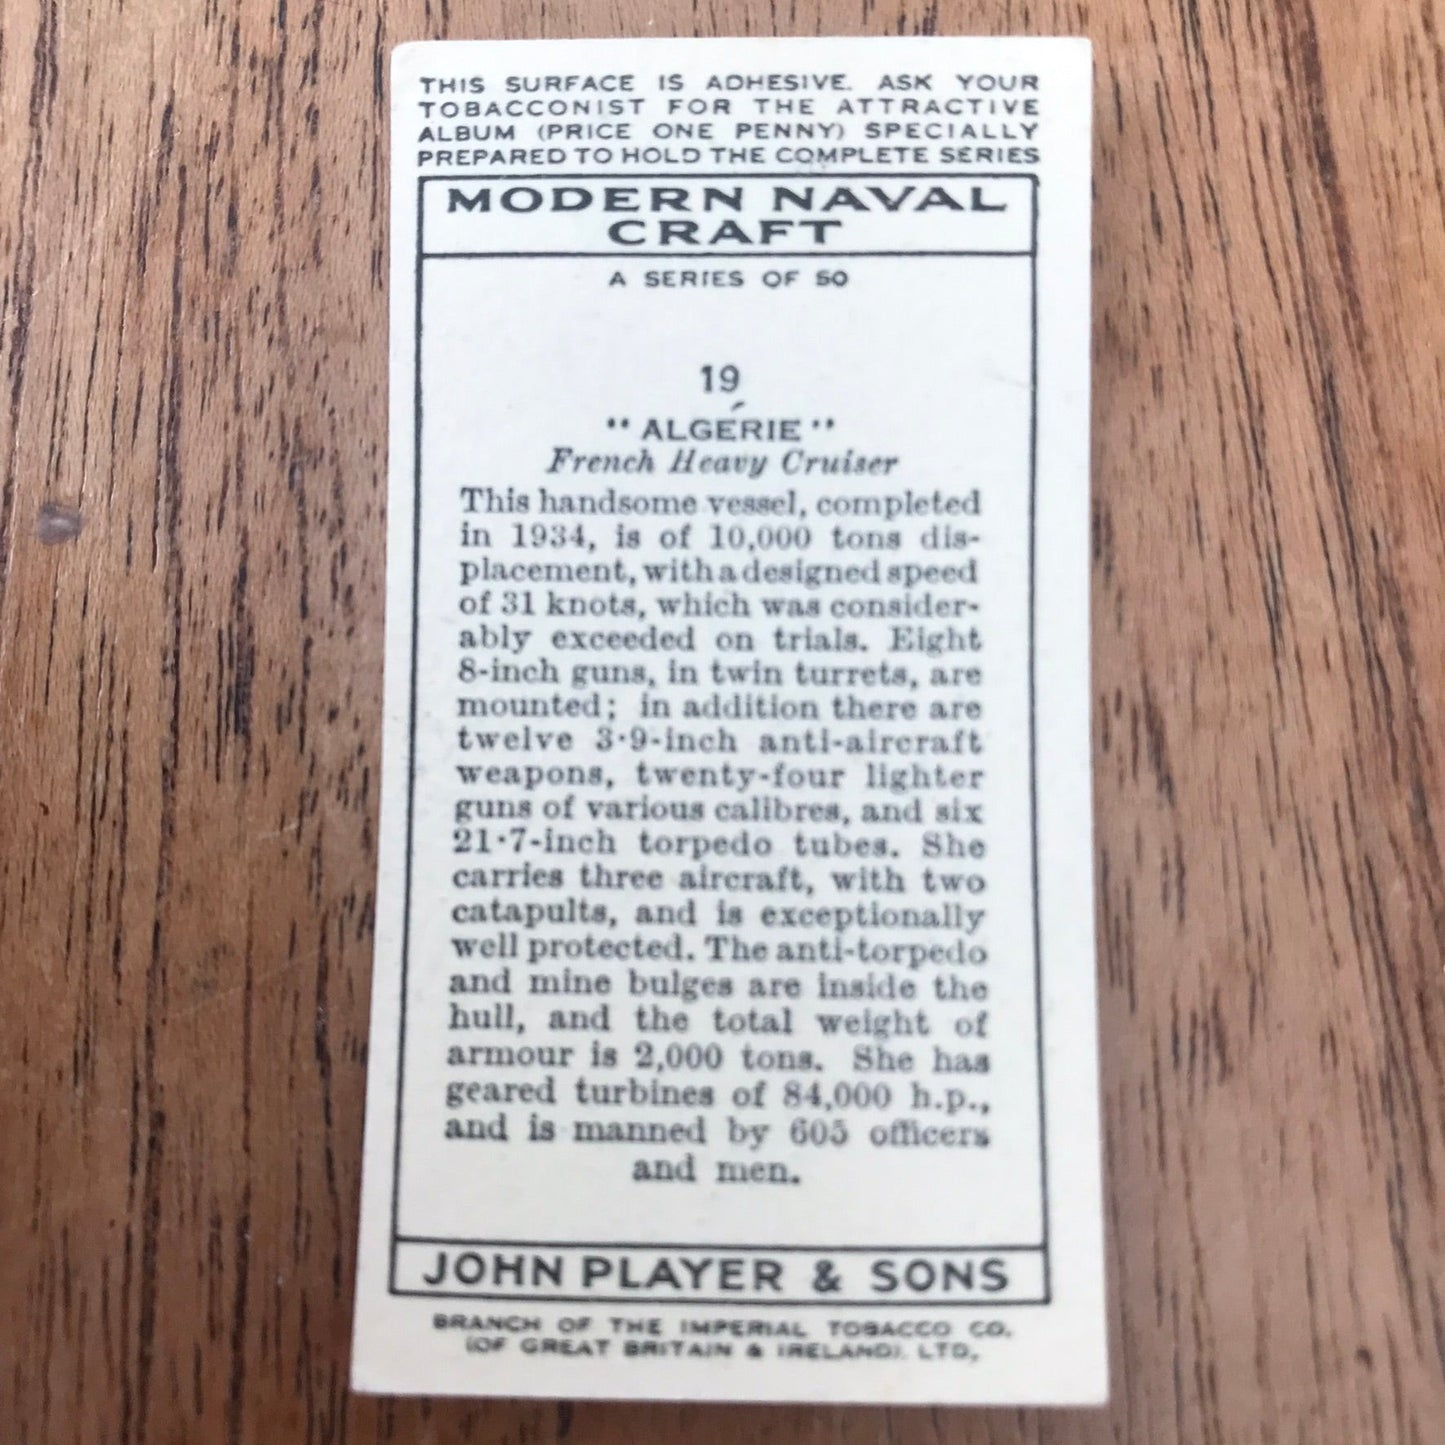 THIS SURFACE IS ADHESIVE. ASK YOUR
TOBACCONIST FOR THE ATTRACTIVE
ALBUM (PRICE ONE PENNY) SPECIALLY
PREPARED TO HOLD THE COMPLETE SERIES
MODERN NAVAL
CRAFT
A SERIES OF 50
19
"ALGÉRIE"
French Heavy Cruiser
This handsome vessel, completed
in 1934, is of 10,000 tons dis-
placement, with a designed speed
of 31 knots, which was consider-
ably exceeded on trials. Eight
8-inch guns, in twin turrets, are
mounted; in addition there are
twelve 3·9-inch anti-aircraft
weapons, twenty-four lighter
guns of various calibres, and six
21·7-inch torpedo tubes. She
carries three aircraft, with two
catapults, and is exceptionally
well protected. The anti-torpedo
and mine bulges are inside the
hull, and the total weight of
armour is 2,000 tons. She has
geared turbines of 84,000 h.p.,
and is manned by 605 officers
and men.
JOHN PLAYER & SONS
BRANCH OF THE IMPERIAL TOBACCO CO.
(OF GREAT BRITAIN & IRELAND), LTD.